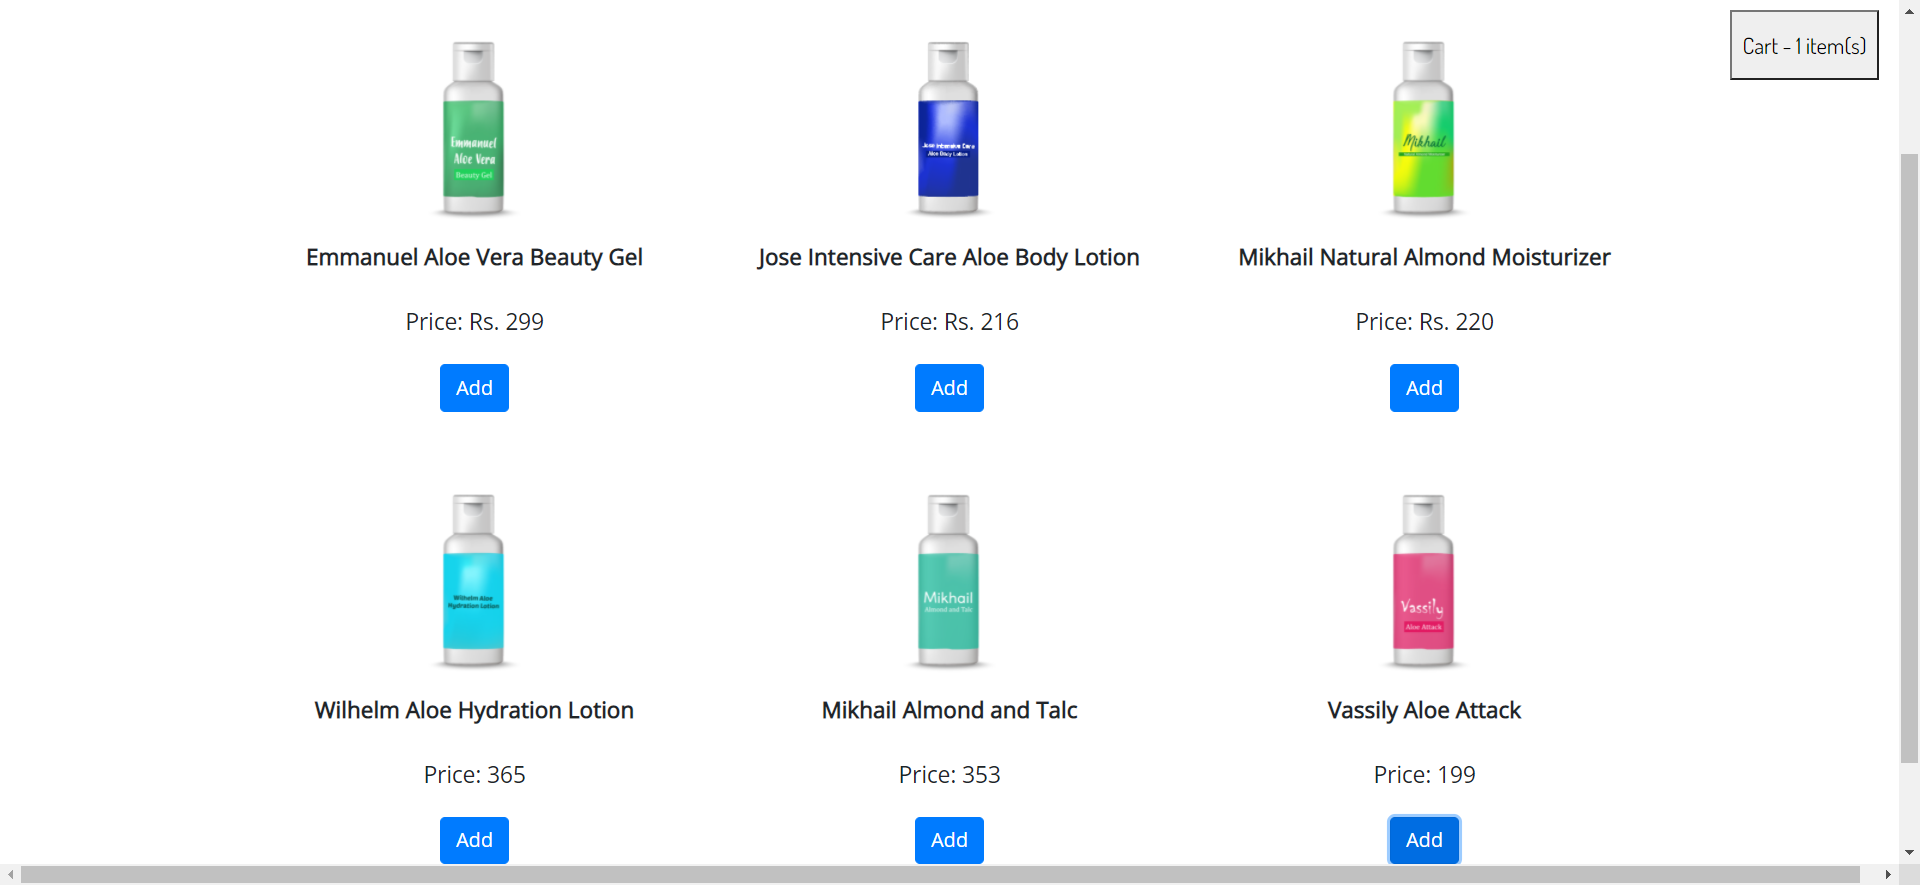 Cart - 1 item(s)
Emmanuel
Aloe Vera
Beauty Gel
Jose Intensive Care
Aloe Body Lotion
Mikhail
Emmanuel Aloe Vera Beauty Gel
Jose Intensive Care Aloe Body Lotion
Mikhail Natural Almond Moisturizer
Price: Rs. 299
Price: Rs. 216
Price: Rs. 220
Add
Add
Add
Wilhelm Aloe
Hydration Lotion
Mikhail
Almond and Talc
Vassily
Aloe Attack
Wilhelm Aloe Hydration Lotion
Mikhail Almond and Talc
Vassily Aloe Attack
Price: 365
Price: 353
Price: 199
Add
Add
Add